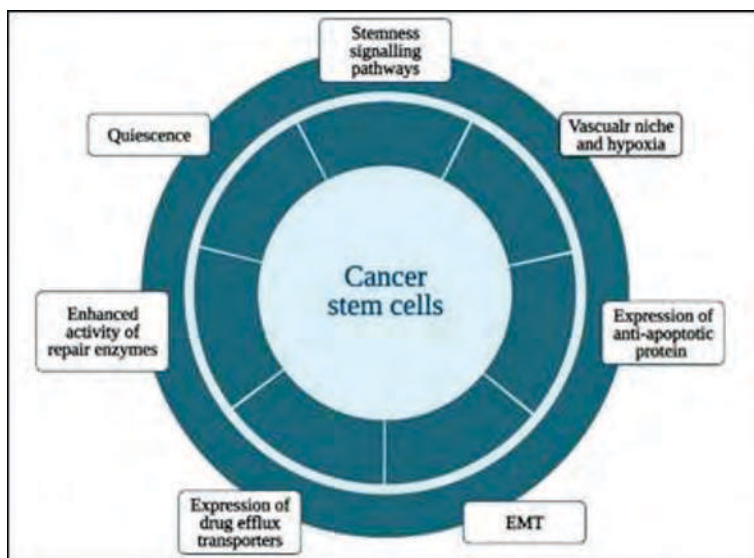 Stemness
signalling
pathways
Quiescence
Vascualr niche
and hypoxia
Cancer
stem cells
Enhanced
activity of
repair enzymes
Expression of
anti-apoptotic
protein
Expression of
drug efflux
transporters
EMT